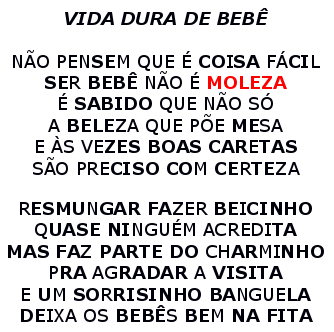 VIDA DURA DE BEBÊ
NÃO PENSEM QUE É COISA FÁCIL
SER BEBÊ NÃO É MOLEZA
É SABIDO QUE NÃO SÓ
A BELEZA QUE PÕE MESA
E ÀS VEZES BOAS CARETAS
SÃO PRECISO COM CERTEZA
RESMUNGAR FAZER BEICINHO
QUASE NINGUÉM ACREDITA
MAS FAZ PARTE DO CHARMINHO
PRA AGRADAR A VISITA
E UM SORRISINHO BANGUELA
DEIXA OS BEBÊS BEM NA FITA